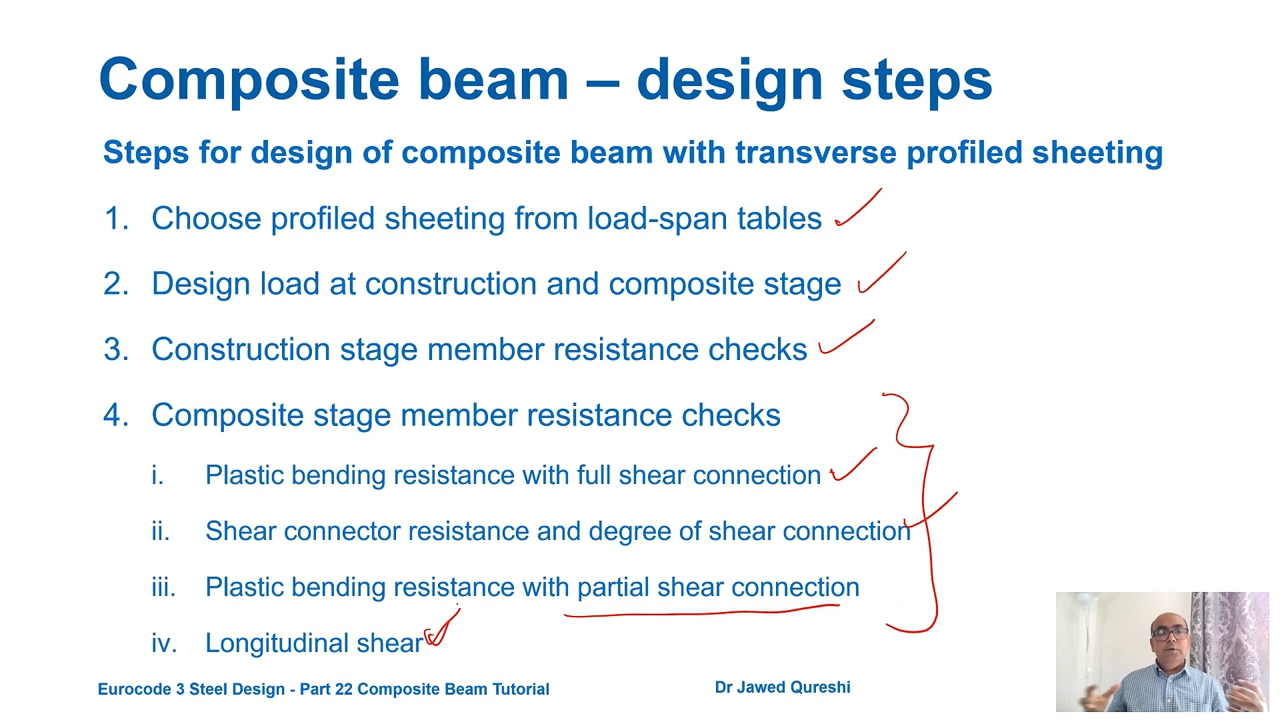 Composite beam – design steps
Steps for design of composite beam with transverse profiled sheeting
1. Choose profiled sheeting from load-span tables
2. Design load at construction and composite stage
3. Construction stage member resistance checks
4. Composite stage member resistance checks
i. Plastic bending resistance with full shear connection
ii. Shear connector resistance and degree of shear connection
iii. Plastic bending resistance with partial shear connection
iv. Longitudinal shear
Eurocode 3 Steel Design - Part 22 Composite Beam Tutorial
Dr Jawed Qureshi